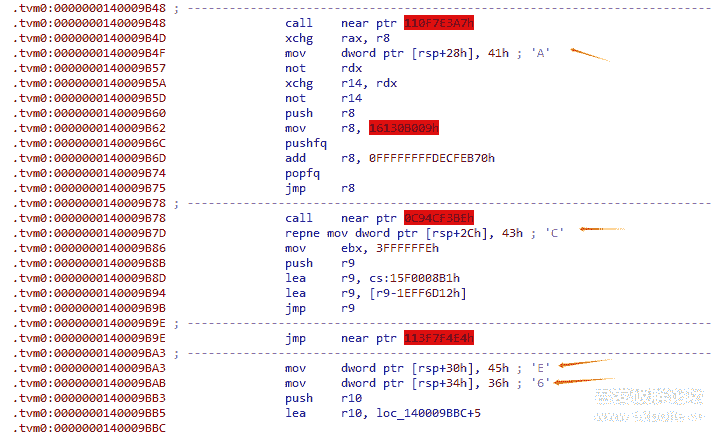 .tvm0:0000000140009B48 ; ---------------------------------------------------------------
.tvm0:0000000140009B48 call near ptr 110F763A7h
.tvm0:0000000140009B4D xchg rax, r8
.tvm0:0000000140009B4F mov dword ptr [rsp+28h], 41h ; 'A'
.tvm0:0000000140009B57 not rdx
.tvm0:0000000140009B5A xchg r14, rdx
.tvm0:0000000140009B5D not r14
.tvm0:0000000140009B60 push r8
.tvm0:0000000140009B62 mov r8, 16130B009h
.tvm0:0000000140009B6C pushfq
.tvm0:0000000140009B6D add r8, 0FFFFFFFFDECFEB70h
.tvm0:0000000140009B74 popfq
.tvm0:0000000140009B75 jmp r8
.tvm0:0000000140009B78 ; ---------------------------------------------------------------
.tvm0:0000000140009B78 call near ptr 0C94CF3BEh
.tvm0:0000000140009B7D repne mov dword ptr [rsp+2Ch], 43h ; 'C'
.tvm0:0000000140009B86 mov ebx, 3FFFFFFEh
.tvm0:0000000140009B8B push r9
.tvm0:0000000140009B8D lea r9, cs:15F0008B1h
.tvm0:0000000140009B94 lea r9, [r9-1EFF6D12h]
.tvm0:0000000140009B9B jmp r9
.tvm0:0000000140009B9E ; ---------------------------------------------------------------
.tvm0:0000000140009B9E jmp near ptr 113F7F4E4h
.tvm0:0000000140009BA3 ; ---------------------------------------------------------------
.tvm0:0000000140009BA3 mov dword ptr [rsp+30h], 45h ; 'E'
.tvm0:0000000140009BAB mov dword ptr [rsp+34h], 36h ; '6'
.tvm0:0000000140009BB3 push r10
.tvm0:0000000140009BB5 lea r10, loc_140009BBC+5
.tvm0:0000000140009BBC